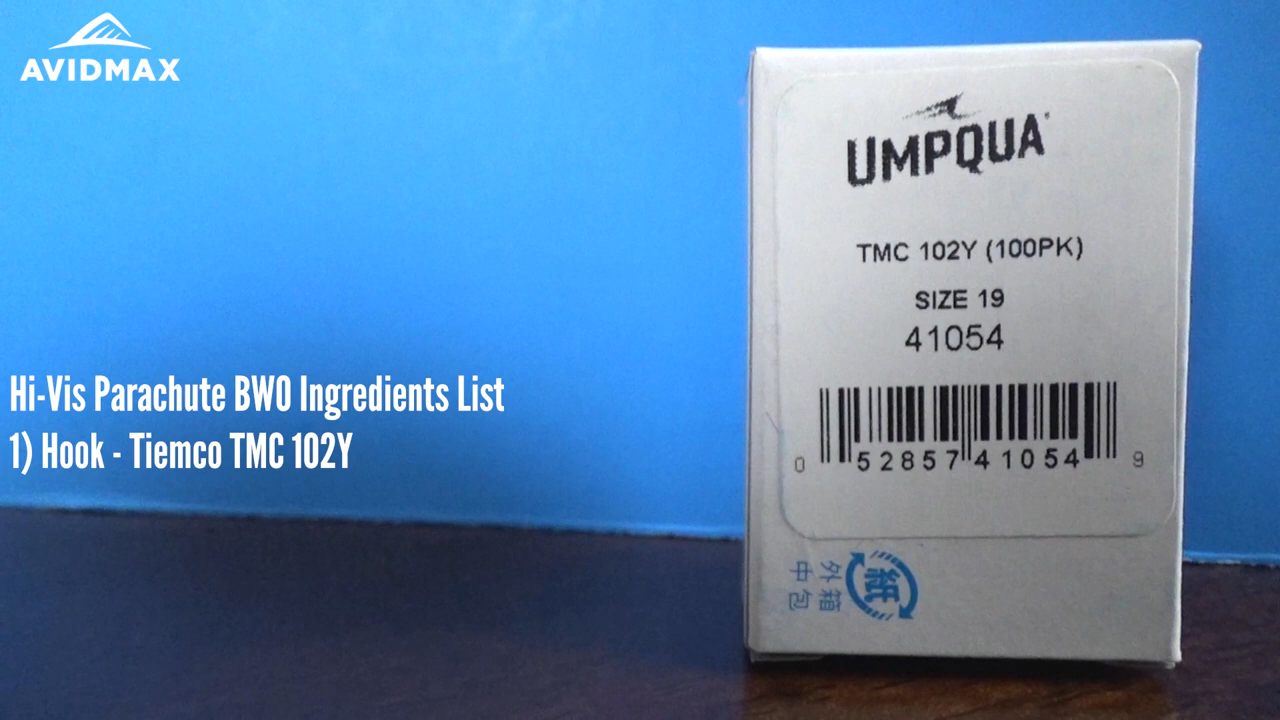 AVIDMAX
Hi-Vis Parachute BWO Ingredients List
1) Hook - Tiemco TMC 102Y
UMPQUA
TMC 102Y (100PK)
SIZE 19
41054
0 52857 41054 9
紙
外箱
中包